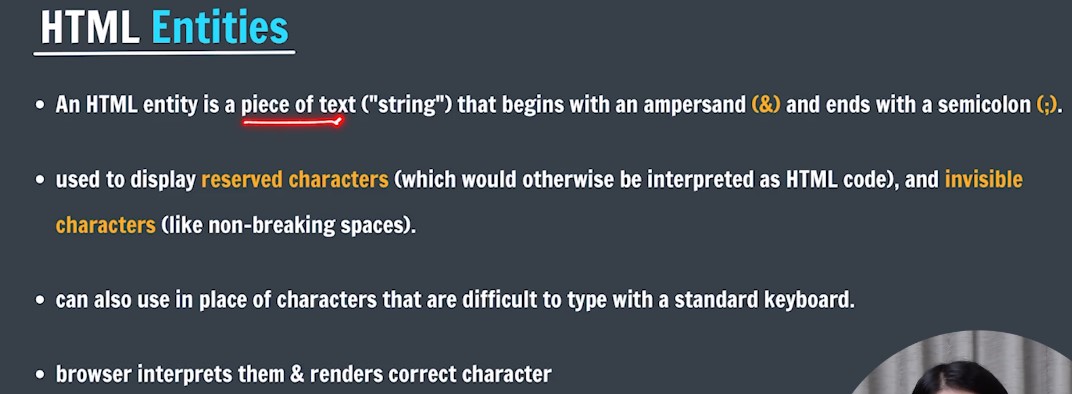 HTML Entities
• An HTML entity is a piece of text ("string") that begins with an ampersand (&) and ends with a semicolon (;).
• used to display reserved characters (which would otherwise be interpreted as HTML code), and invisible
characters (like non-breaking spaces).
• can also use in place of characters that are difficult to type with a standard keyboard.
• browser interprets them & renders correct character